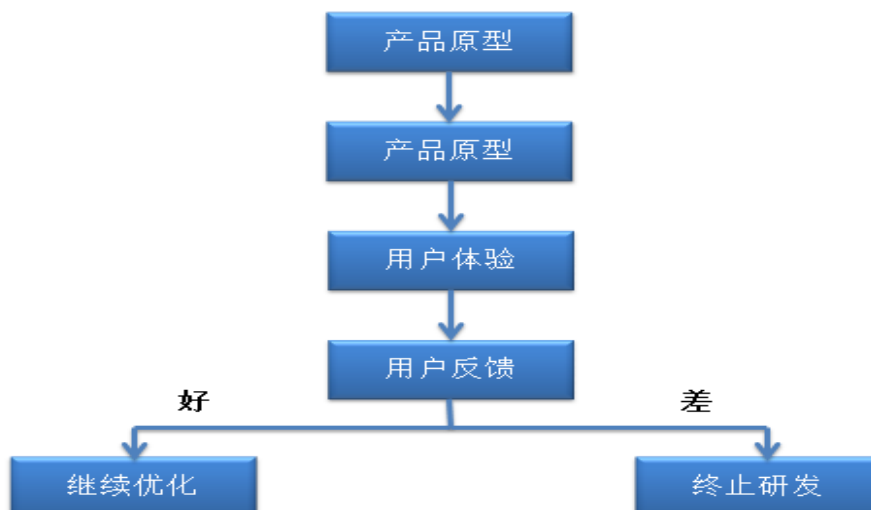 产品原型
产品原型
用户体验
用户反馈
好
差
继续优化
终止研发